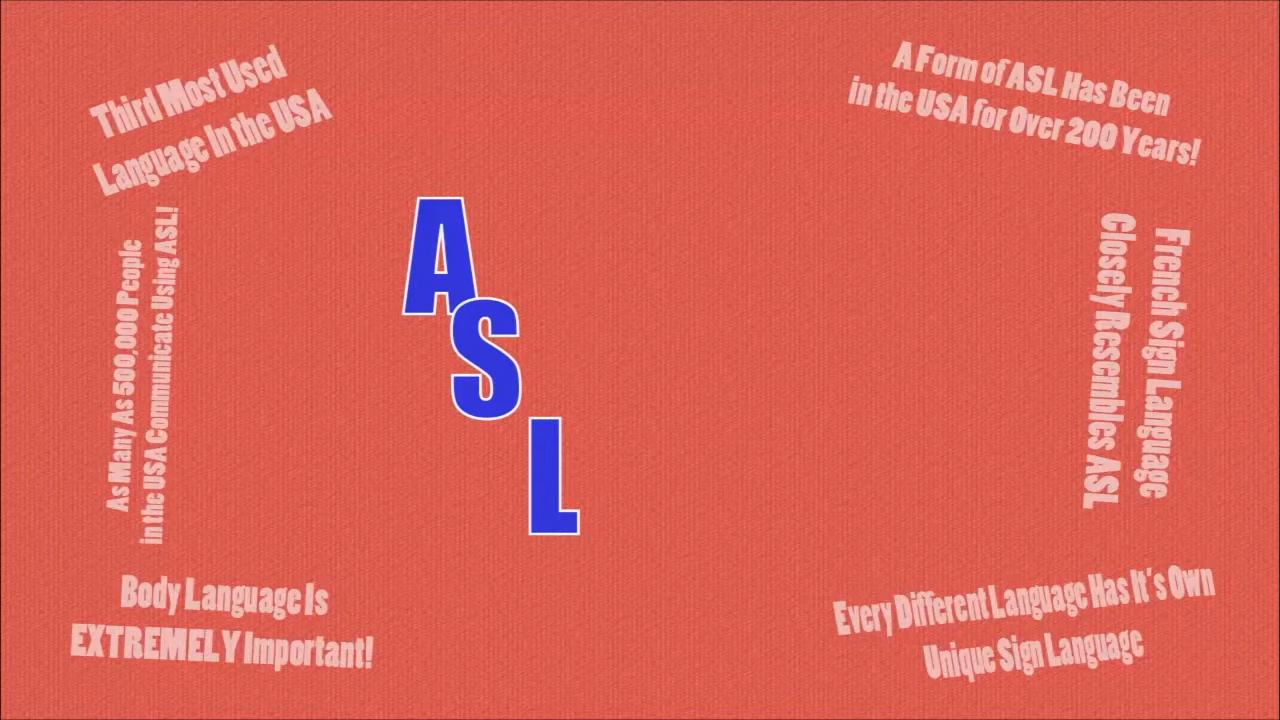 Third Most Used
Language In the USA
A Form of ASL Has Been
in the USA for Over 200 Years!
As Many As 500,000 People
in the USA Communicate Using ASL!
A
S
L
French Sign Language
Closely Resembles ASL
Body Language Is
EXTREMELY Important!
Every Different Language Has It's Own
Unique Sign Language